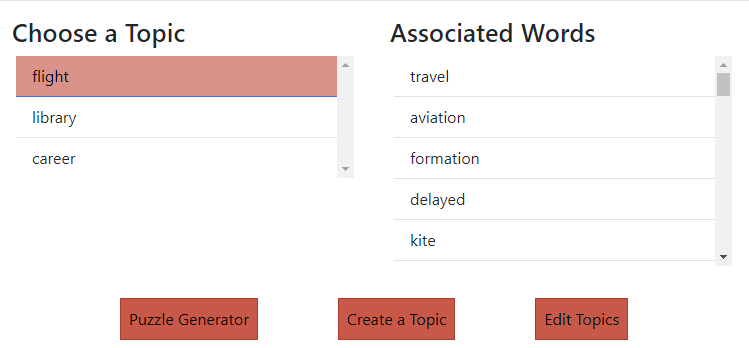 Choose a Topic
flight
library
career
Associated Words
travel
aviation
formation
delayed
kite
Puzzle Generator
Create a Topic
Edit Topics